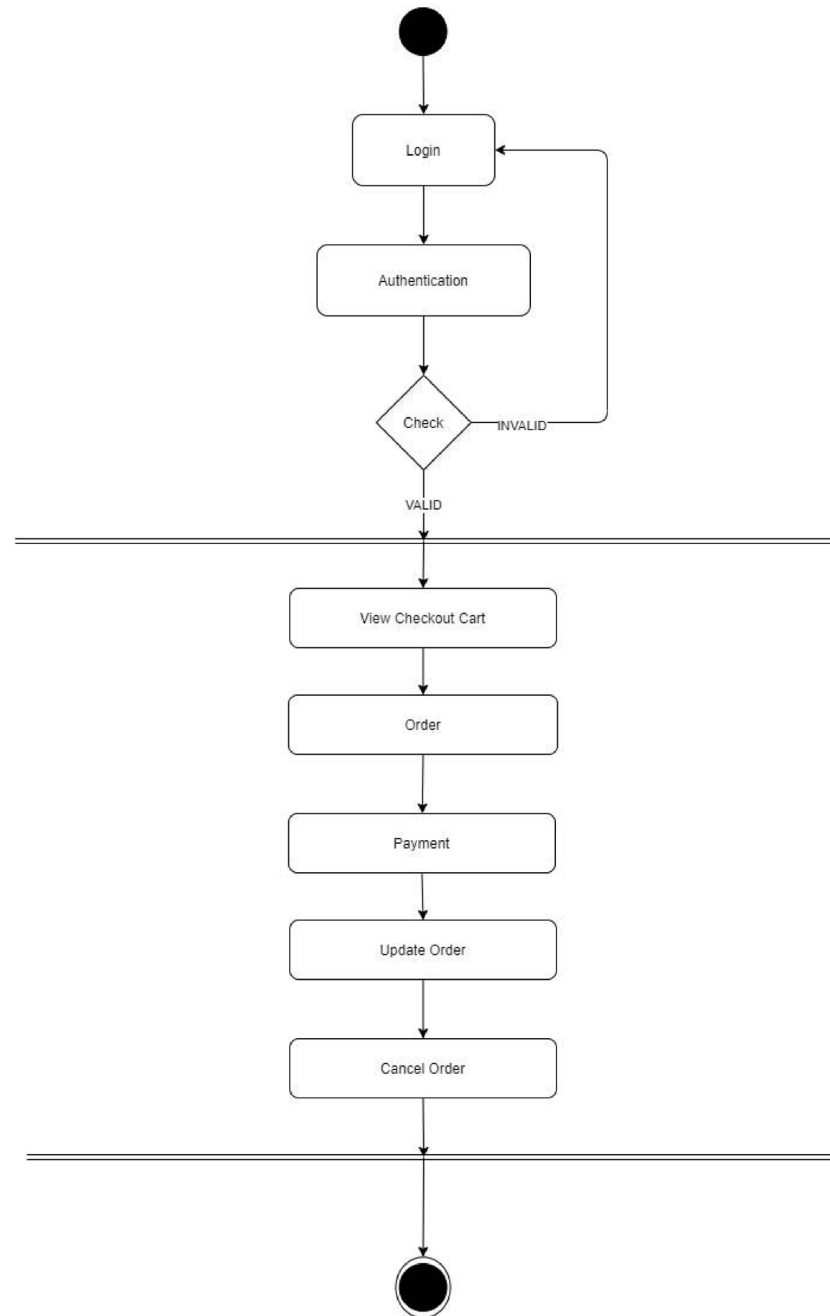 Login
Authentication
Check
INVALID
VALID
View Checkout Cart
Order
Payment
Update Order
Cancel Order